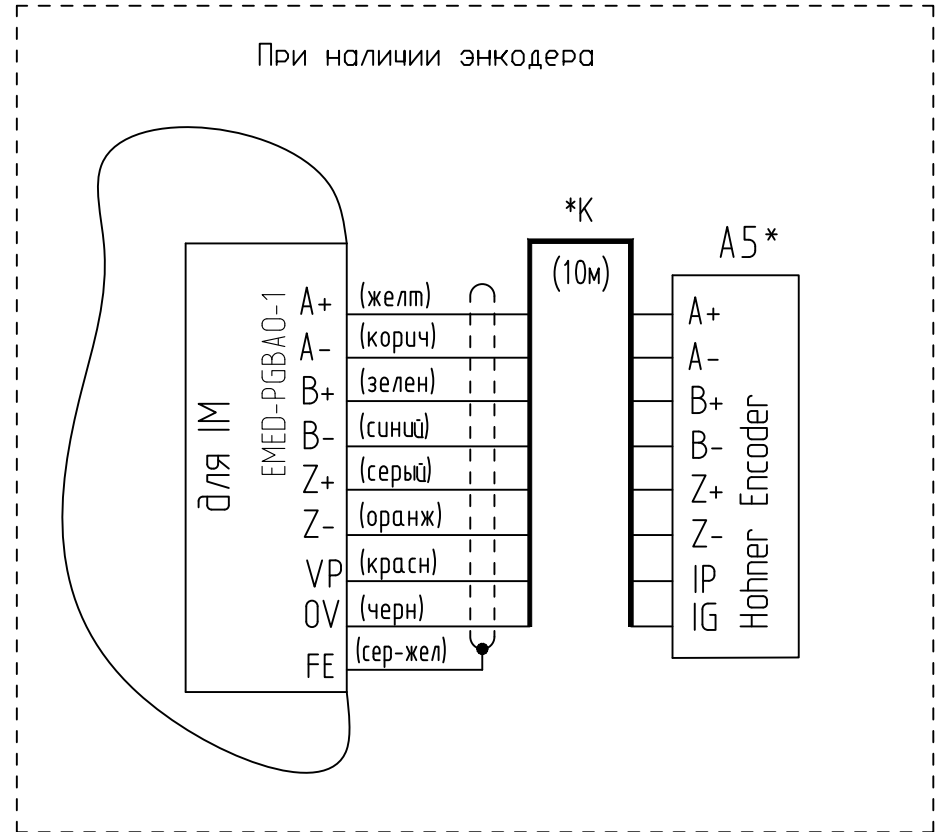 При наличии энкодера
*К
(10м)
A5*
для IM
EMED-PGBAO-1
A+
A-
B+
B-
Z+
Z-
VP
0V
FE
(желт)
(корич)
(зелен)
(синий)
(серый)
(оранж)
(красн)
(черн)
(сер-жел)
A+
A-
B+
B-
Z+
Z-
IP
IG
Hohner Encoder